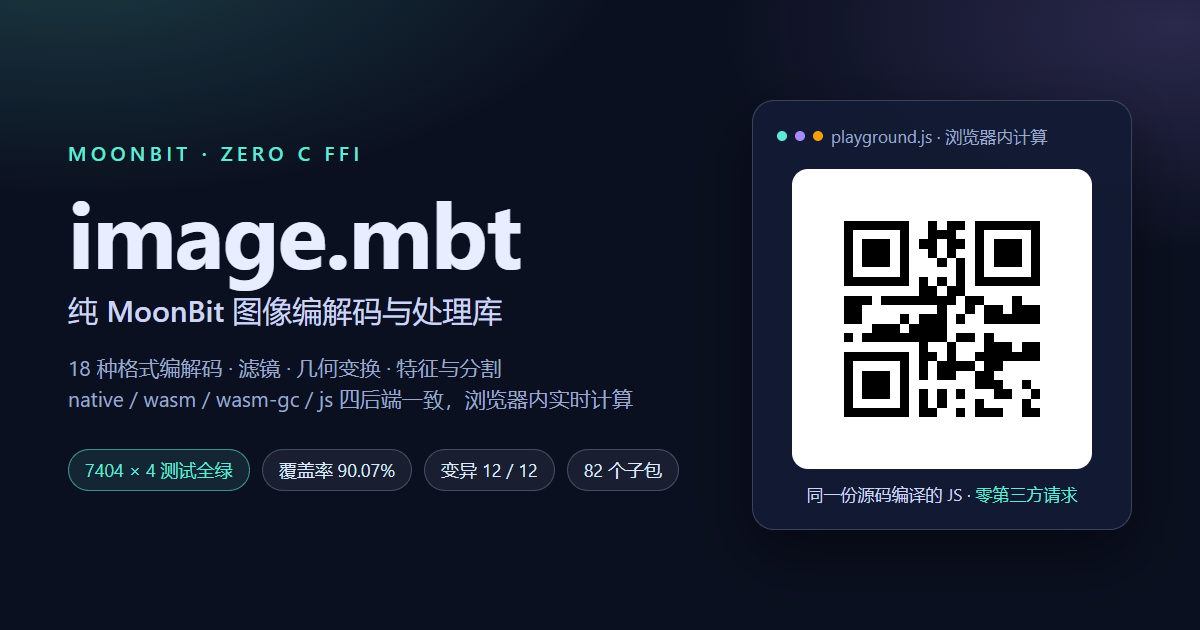 MOONBIT · ZERO C FFI
image.mbt
纯 MoonBit 图像编解码与处理库
18 种格式编解码 · 滤镜 · 几何变换 · 特征与分割
native / wasm / wasm-gc / js 四后端一致，浏览器内实时计算
7404 × 4 测试全绿
覆盖率 90.07%
变异 12 / 12
82 个子包
playground.js · 浏览器内计算
同一份源码编译的 JS · 零第三方请求